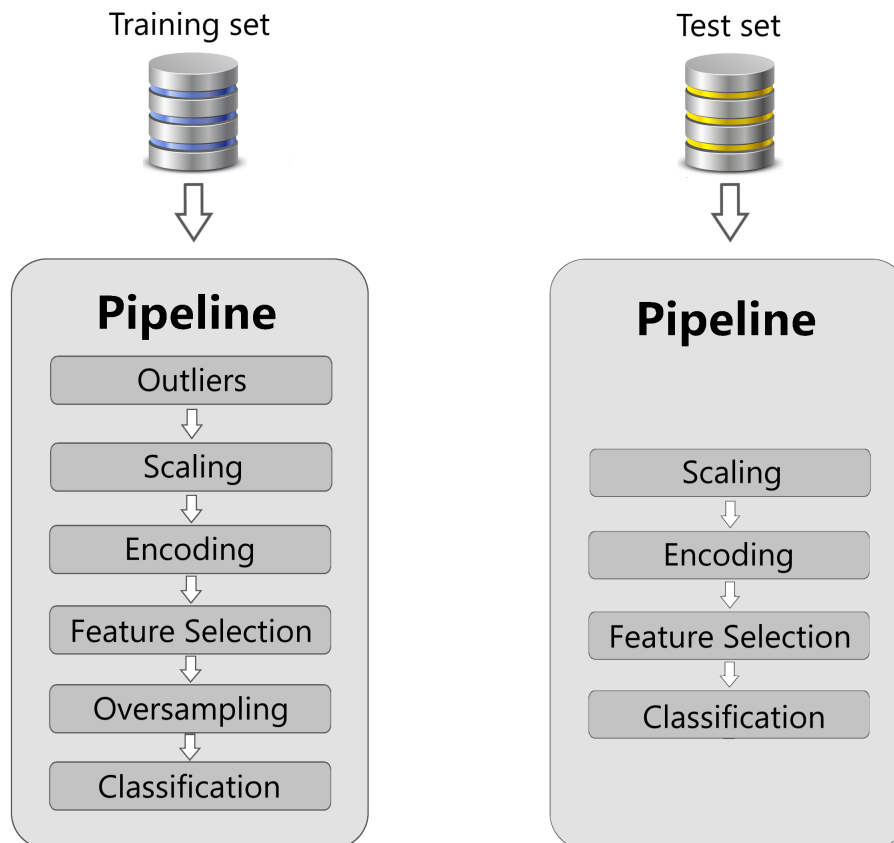 Training set
Pipeline
Outliers
Scaling
Encoding
Feature Selection
Oversampling
Classification
Test set
Pipeline
Scaling
Encoding
Feature Selection
Classification